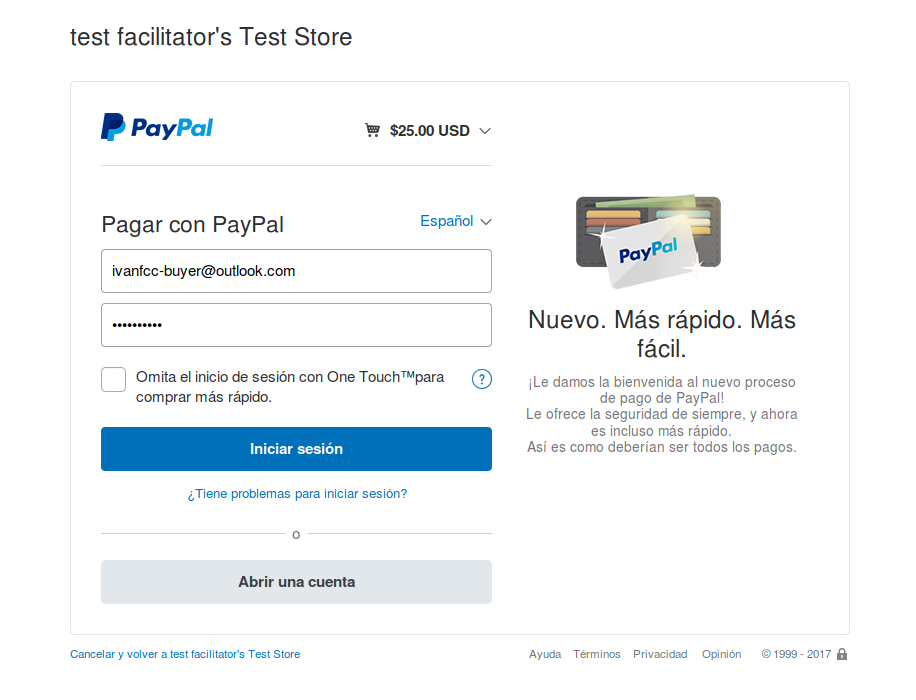 test facilitator's Test Store
PayPal
$25.00 USD
Pagar con PayPal
Español
ivanfcc-buyer@outlook.com
••••••••••
Omita el inicio de sesión con One Touch™para
comprar más rápido.
?
Iniciar sesión
¿Tiene problemas para iniciar sesión?
o
Abrir una cuenta
PayPal
Nuevo. Más rápido. Más
fácil.
¡Le damos la bienvenida al nuevo proceso
de pago de PayPal!
Le ofrece la seguridad de siempre, y ahora
es incluso más rápido.
Así es como deberían ser todos los pagos.
Cancelar y volver a test facilitator's Test Store
Ayuda Términos Privacidad Opinión © 1999 - 2017